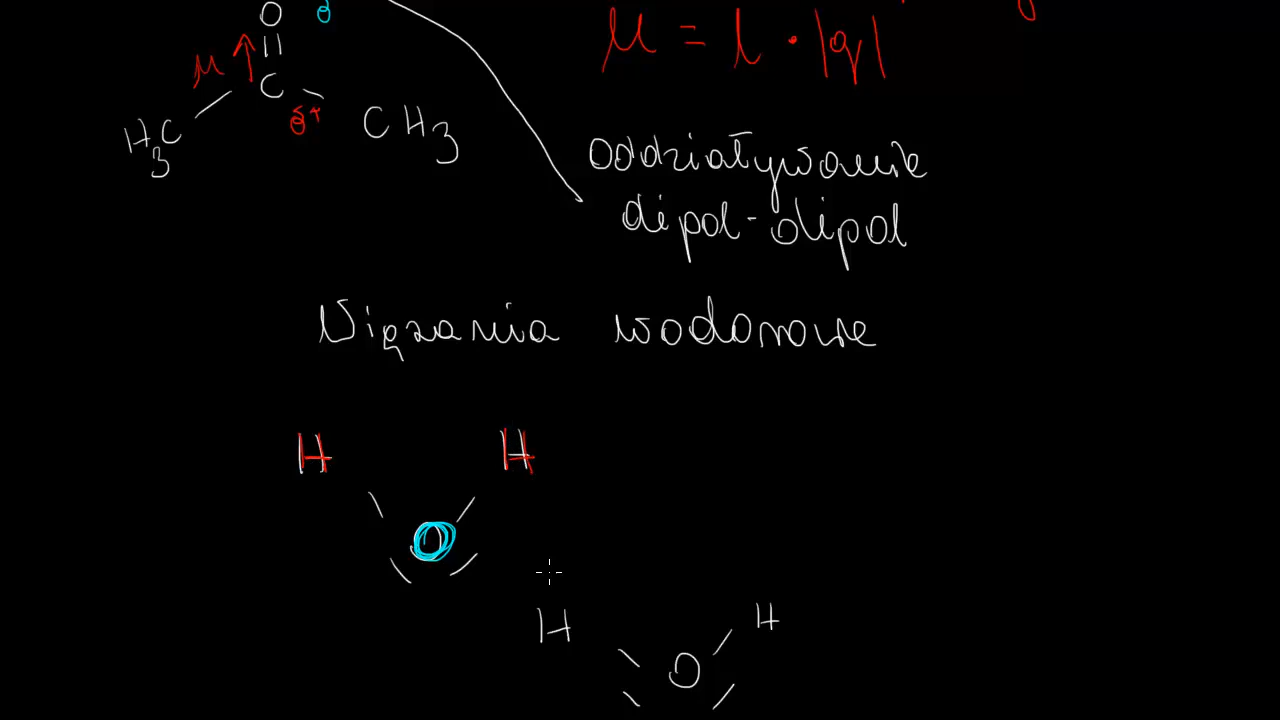 O δ
μ = l · |q|
μ
C
δ+
H3C
CH3
Oddziaływanie
dipol-dipol
Wiązania wodorowe
H H
O
H H
O